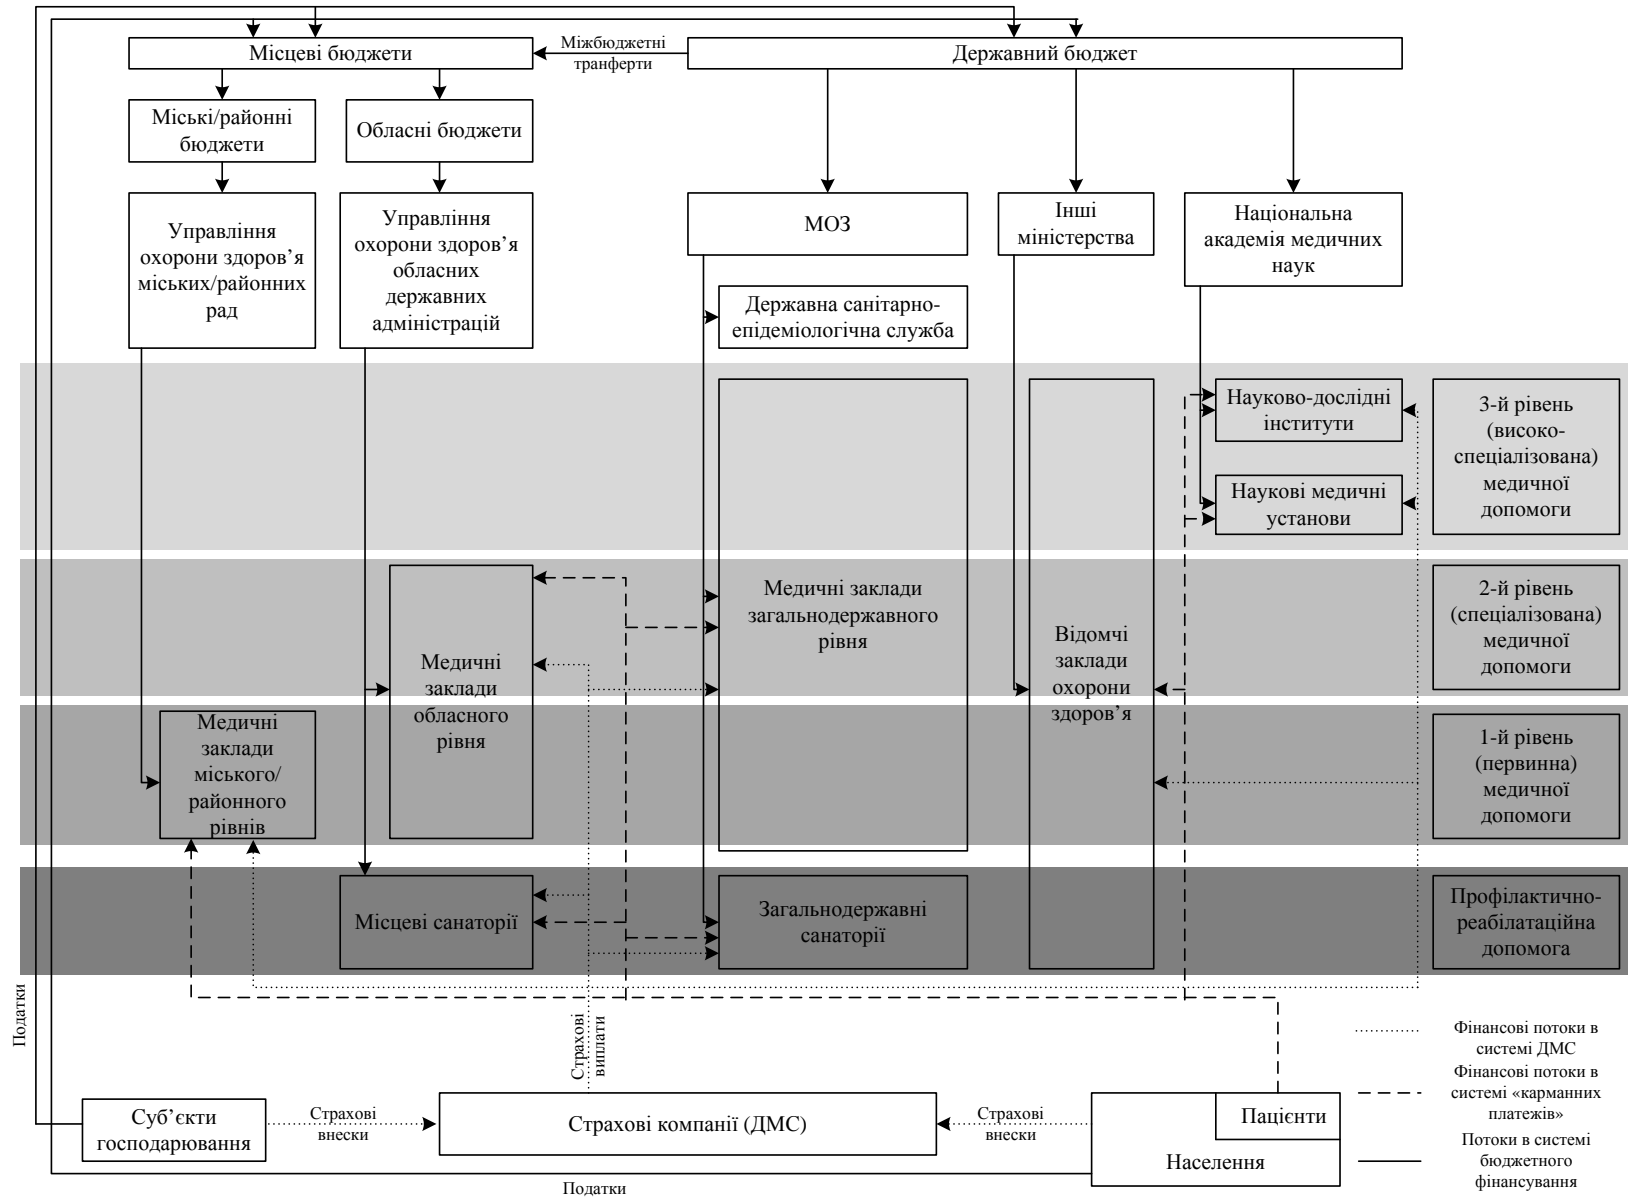 Місцеві бюджети
Міжбюджетні
транферти
Державний бюджет
Міські/районні
бюджети
Обласні бюджети
Управління
охорони здоров’я
міських/районних
рад
Управління
охорони здоров’я
обласних
державних
адміністрацій
МОЗ
Інші
міністерства
Національна
академія медичних
наук
Державна санітарно-
епідеміологічна служба
Науково-дослідні
інститути
Наукові медичні
установи
3-й рівень
(високо-
спеціалізована)
медичної
допомоги
Медичні заклади
загальнодержавного
рівня
2-й рівень
(спеціалізована)
медичної
допомоги
Медичні
заклади
обласного
рівня
Відомчі
заклади
охорони
здоров’я
Медичні
заклади
міського/
районного
рівнів
1-й рівень
(первинна)
медичної
допомоги
Місцеві санаторії
Загальнодержавні
санаторії
Профілактично-
реабілатаційна
допомога
Податки
Страхові
виплати
Фінансові потоки в
системі ДМС
Фінансові потоки в
системі «карманних
платежів»
Потоки в системі
бюджетного
фінансування
Суб’єкти
господарювання
Страхові
внески
Страхові компанії (ДМС)
Страхові
внески
Пацієнти
Населення
Податки